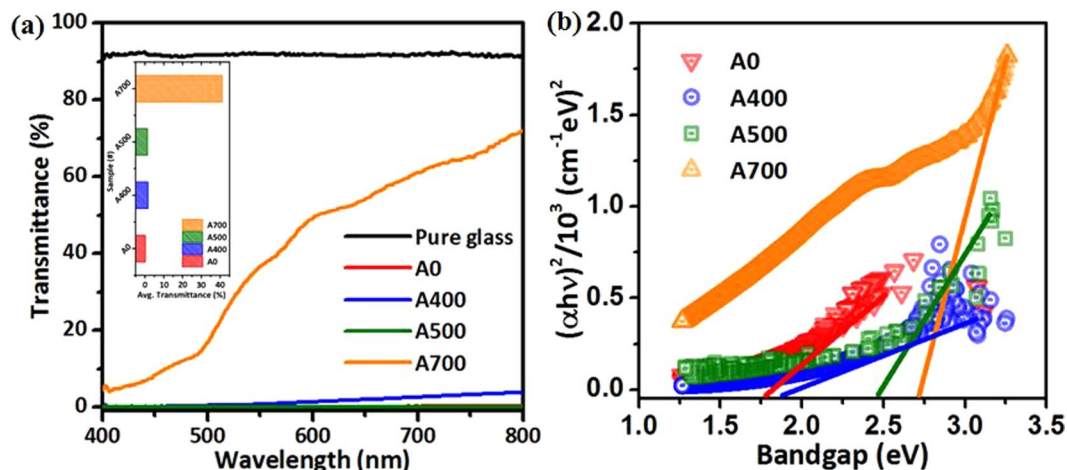 (a)
100
80
60
40
20
0
Transmittance (%)
400
500
600
700
800
Wavelength (nm)
A700
A500
A400
A0
Sample (#)
0 10 20 30 40
Avg. Transmittance (%)
A700
A500
A400
A0
Pure glass
A0
A400
A500
A700
(b)
2.0
1.5
1.0
0.5
0.0
(αhυ)²/10³ (cm⁻¹eV)²
A0
A400
A500
A700
1.0 1.5 2.0 2.5 3.0 3.5
Bandgap (eV)